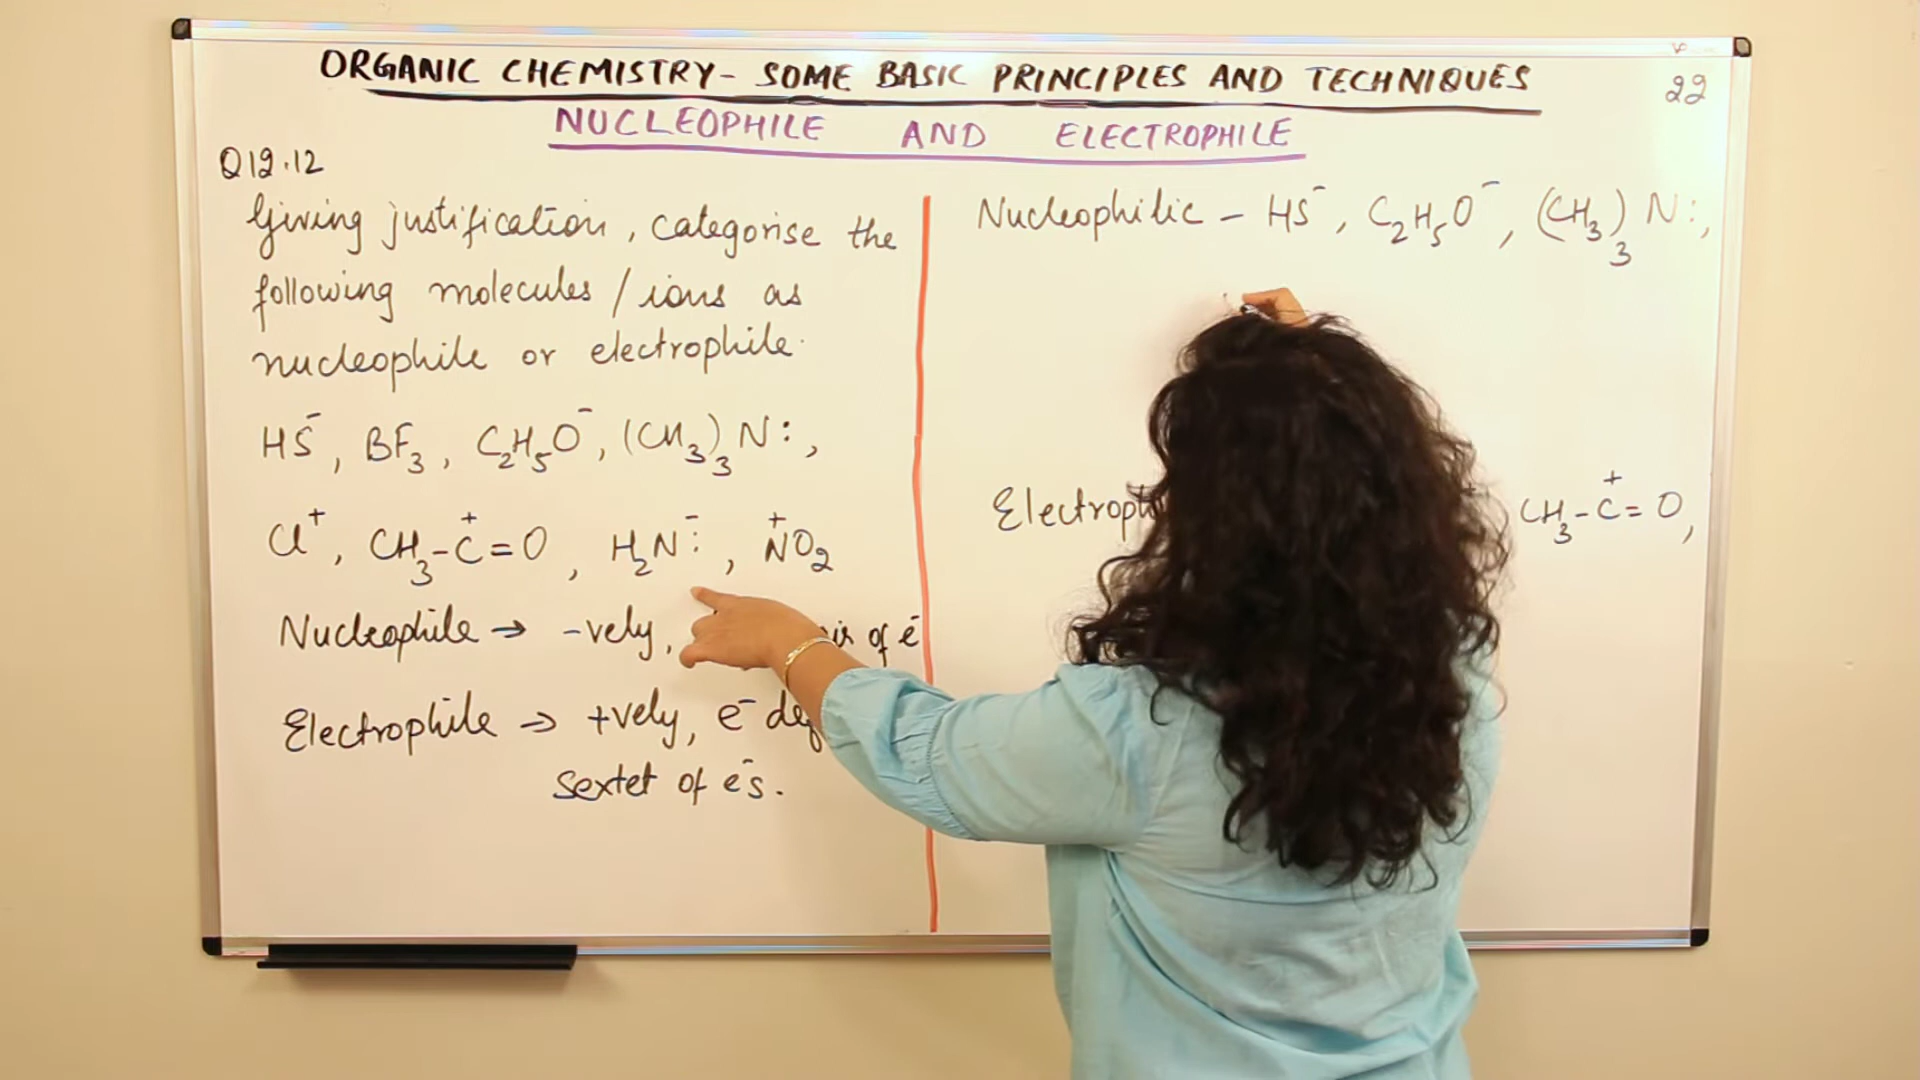 ORGANIC CHEMISTRY - SOME BASIC PRINCIPLES AND TECHNIQUES
22
NUCLEOPHILE AND ELECTROPHILE
Q12.12
Giving justification, categorise the
following molecules / ions as
nucleophile or electrophile.
HS⁻, BF₃, C₂H₅O⁻, (CH₃)₃N:,
Cl⁺, CH₃-C⁺=O, H₂N⁻:, N⁺O₂
Nucleophile → -vely, of e⁻
Electrophile → +vely, e⁻
sextet of e⁻s.
Nucleophilic - HS⁻, C₂H₅O⁻, (CH₃)₃N:,
CH₃-C⁺=O,